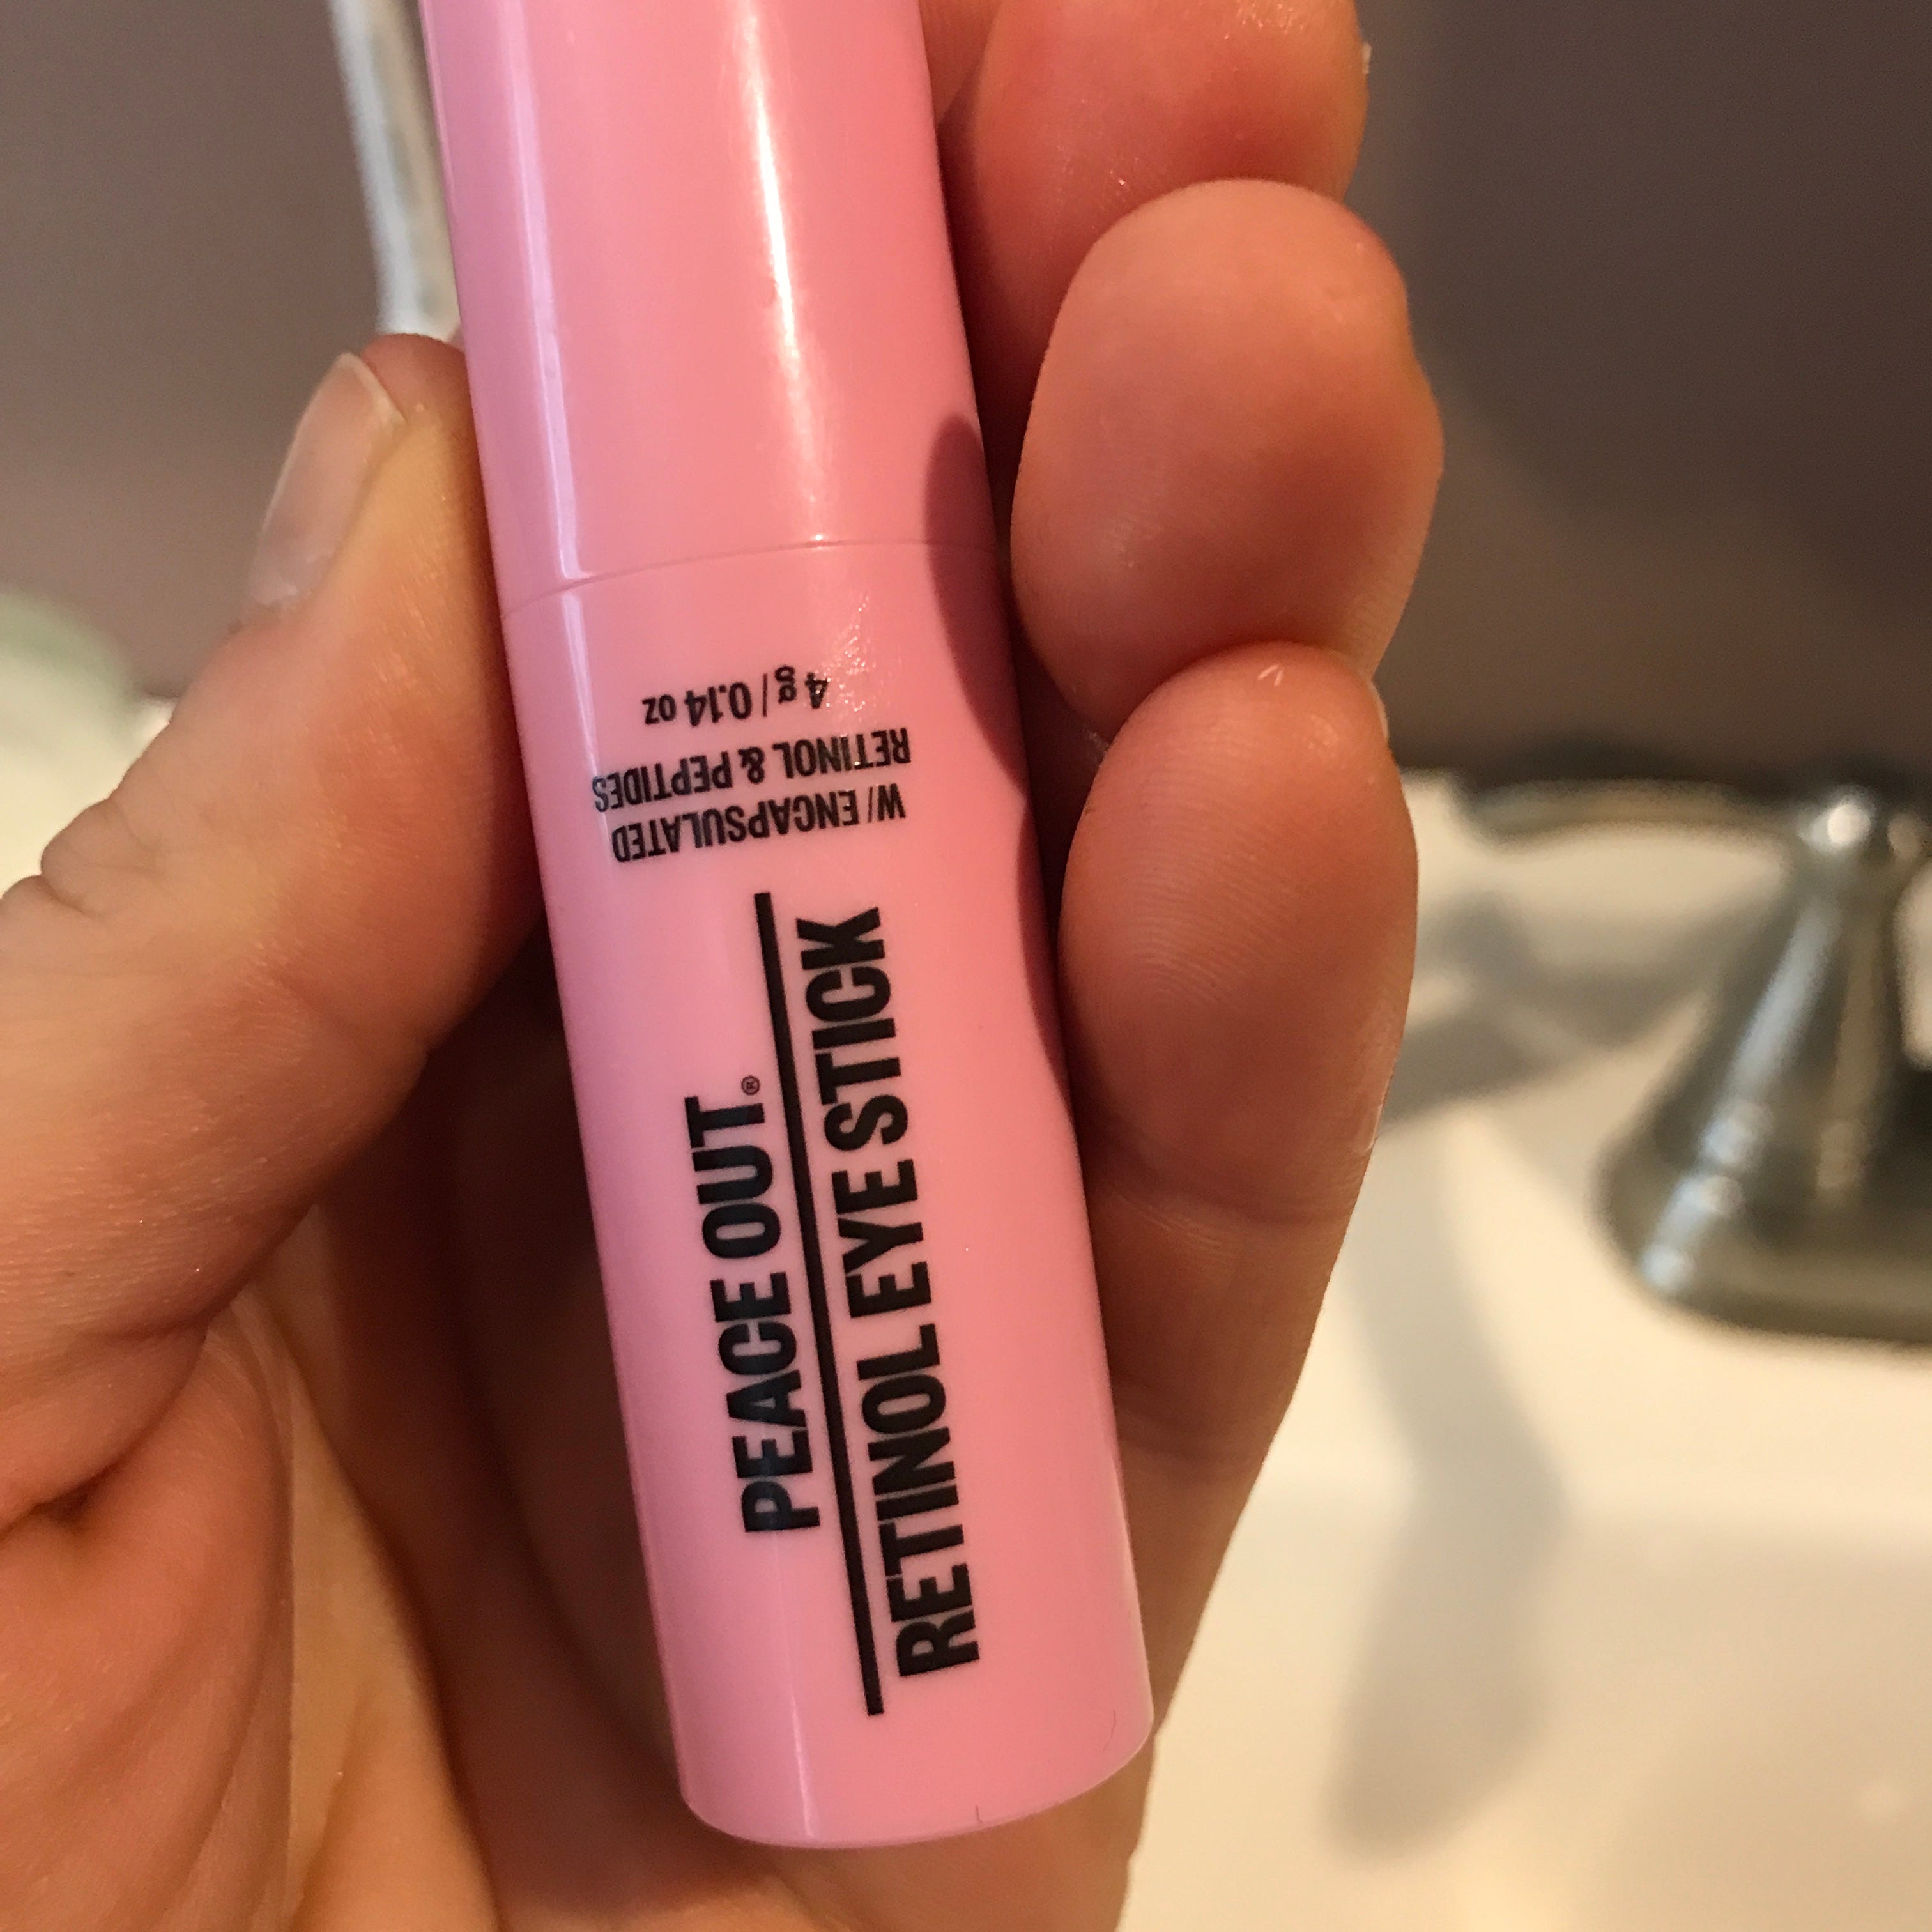 PEACE OUT®
RETINOL EYE STICK
W/ ENCAPSULATED
RETINOL & PEPTIDES
4 g / 0.14 oz